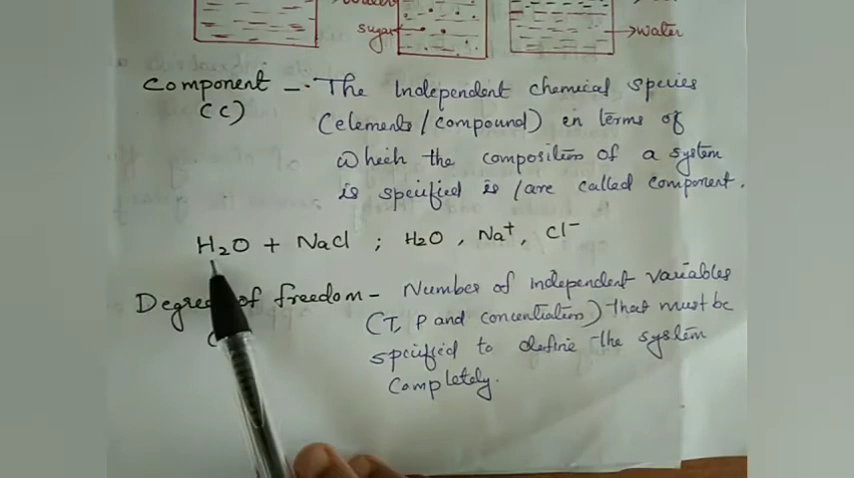 sugar
water
Component - The independent chemical species
(C) (elements / compound) in terms of
which the composition of a system
is specified is /are called component.
H2O + NaCl ; H2O , Na+, Cl-
Degree of freedom - Number of independent variables
(T, P and concentration) that must be
specified to define the system
completely.